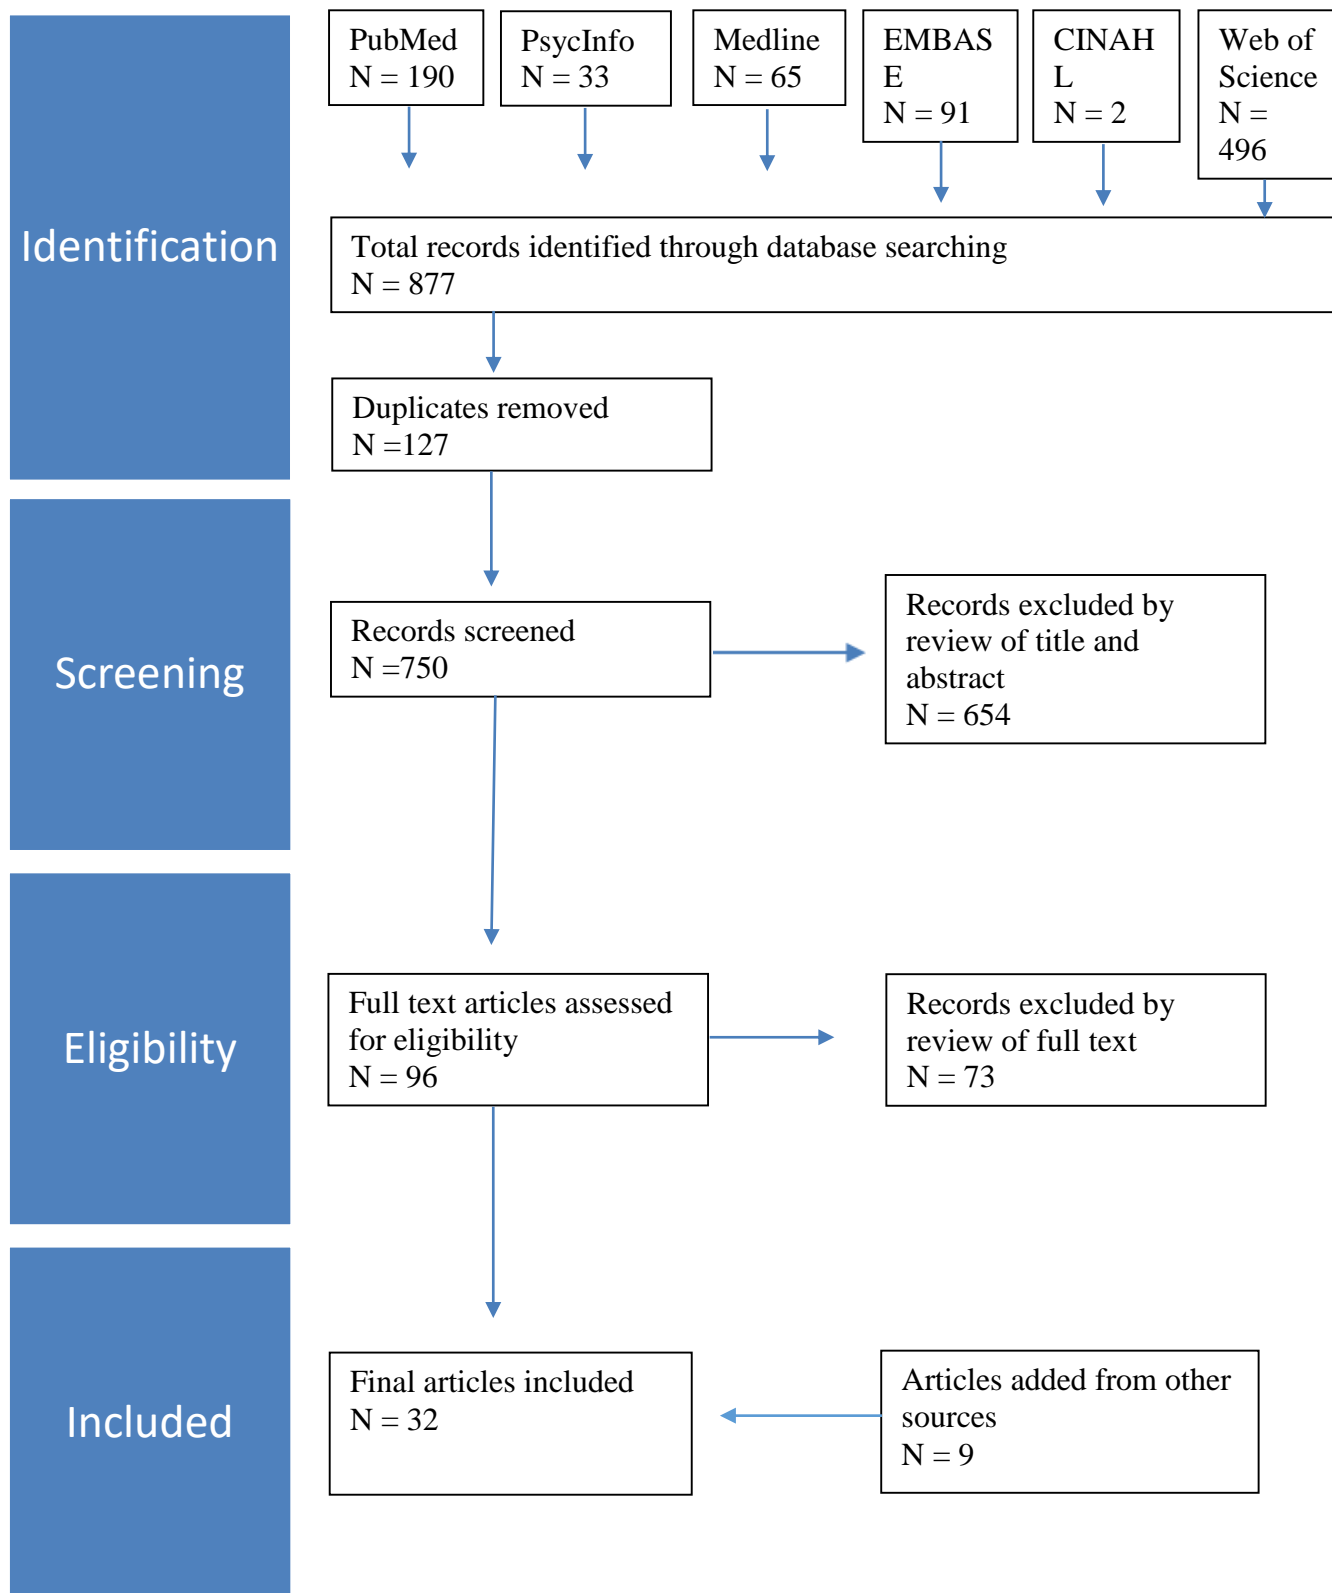 PubMed
N = 190
PsycInfo
N = 33
Medline
N = 65
EMBAS
E
N = 91
CINAH
L
N = 2
Web of
Science
N =
496
Identification
Total records identified through database searching
N = 877
Duplicates removed
N =127
Screening
Records screened
N =750
Records excluded by
review of title and
abstract
N = 654
Eligibility
Full text articles assessed
for eligibility
N = 96
Records excluded by
review of full text
N = 73
Included
Final articles included
N = 32
Articles added from other
sources
N = 9